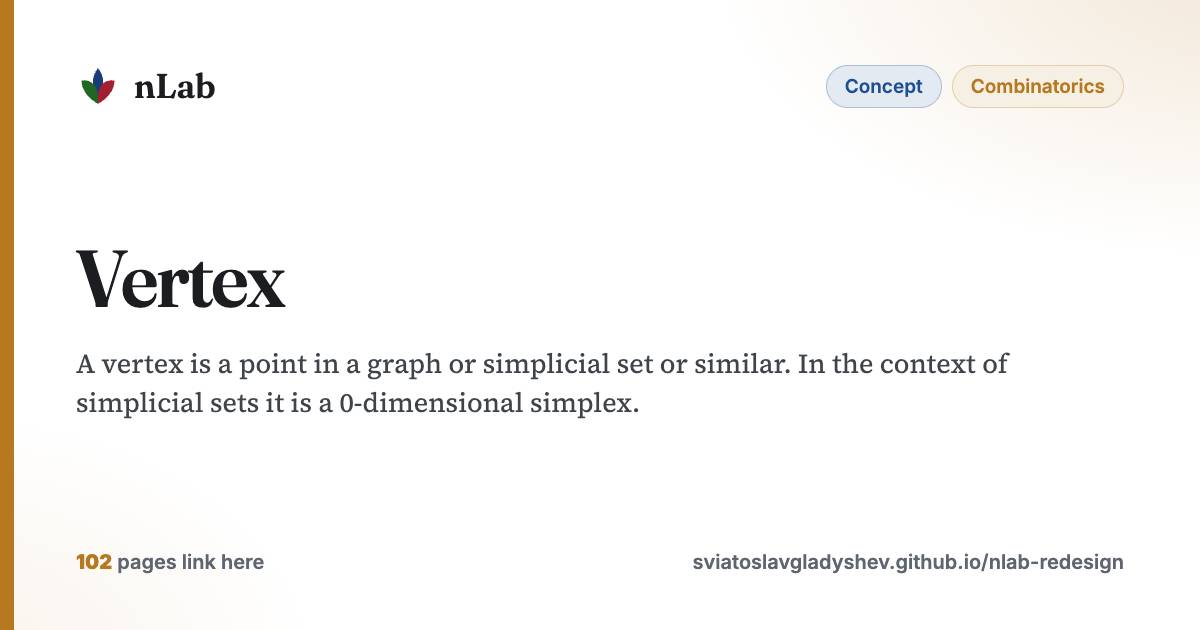 nLab
Concept
Combinatorics
Vertex
A vertex is a point in a graph or simplicial set or similar. In the context of
simplicial sets it is a 0-dimensional simplex.
102 pages link here
sviatoslavgladyshev.github.io/nlab-redesign